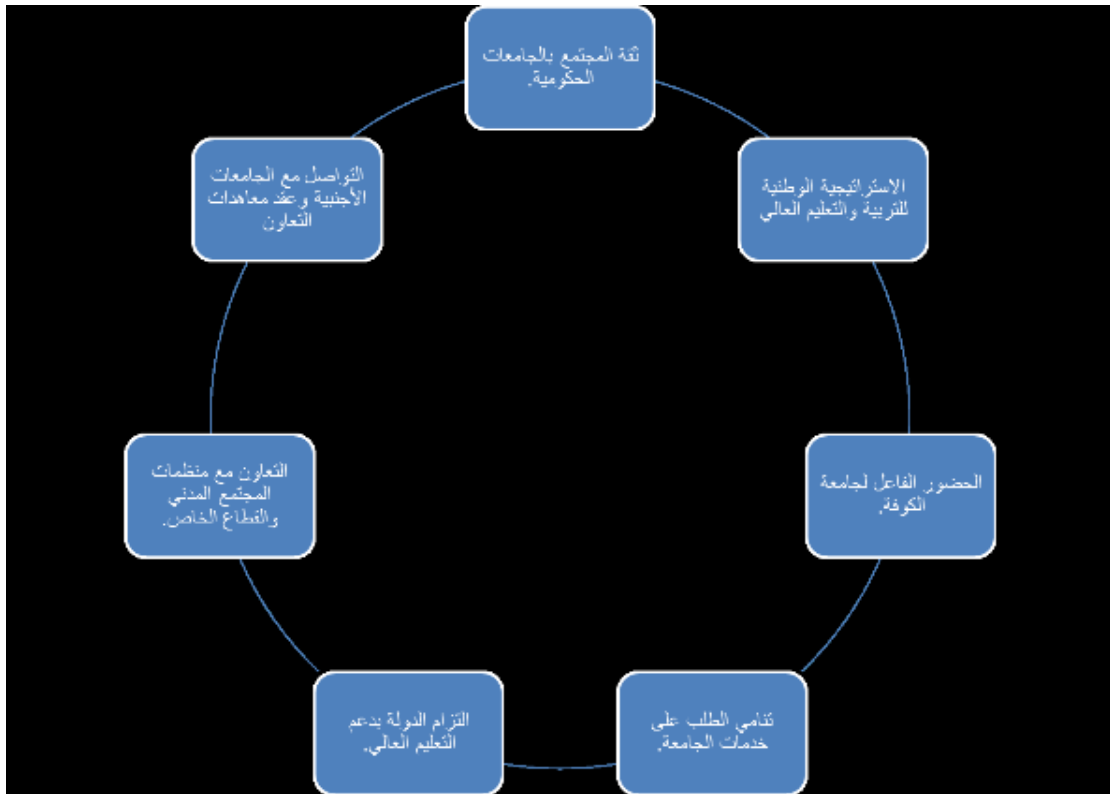 ثقة المجتمع بالجامعات
الحكومية.
الاستراتيجية الوطنية
للتربية والتعليم العالي
الحضور الفاعل لجامعة
الكوفة.
تنامي الطلب على
خدمات الجامعة.
التزام الدولة بدعم
التعليم العالي.
التعاون مع منظمات
المجتمع المدني
والقطاع الخاص.
التواصل مع الجامعات
الأجنبية وعقد معاهدات
التعاون